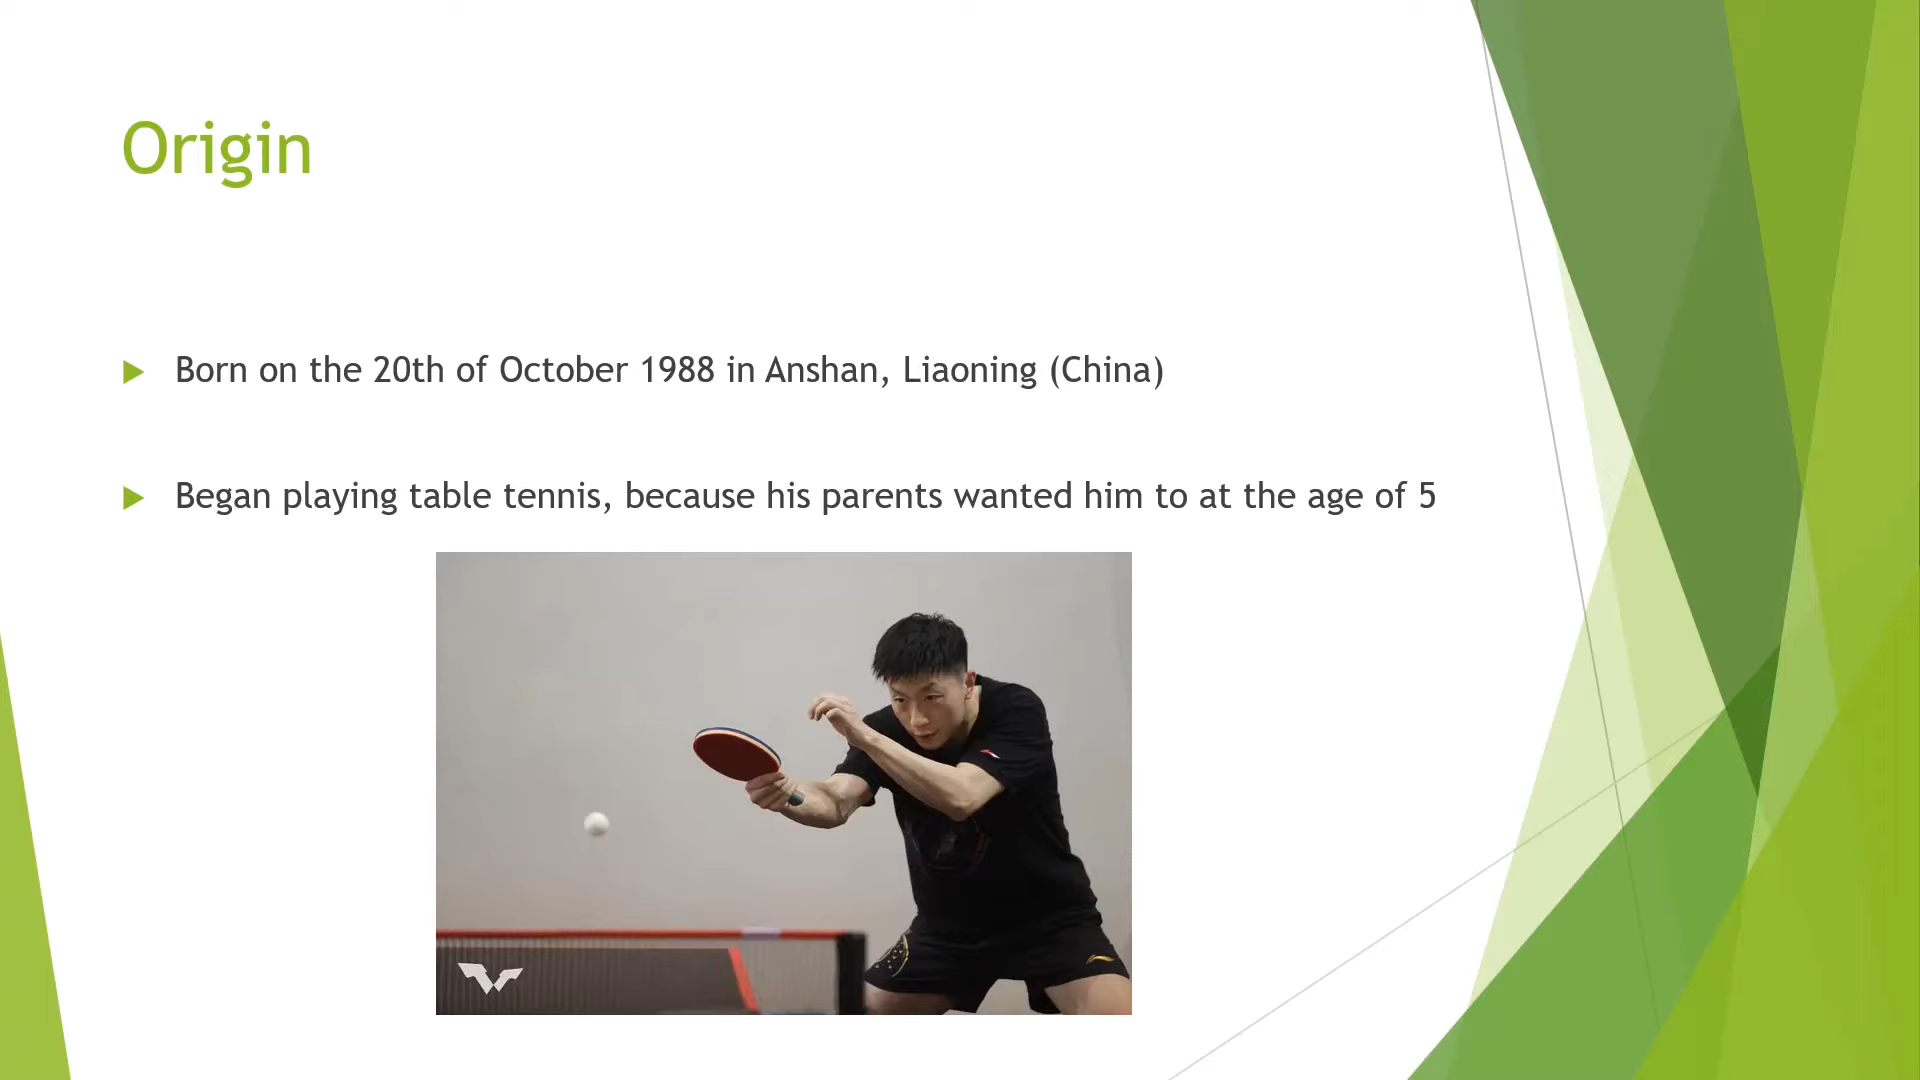 Origin
Born on the 20th of October 1988 in Anshan, Liaoning (China)
Began playing table tennis, because his parents wanted him to at the age of 5